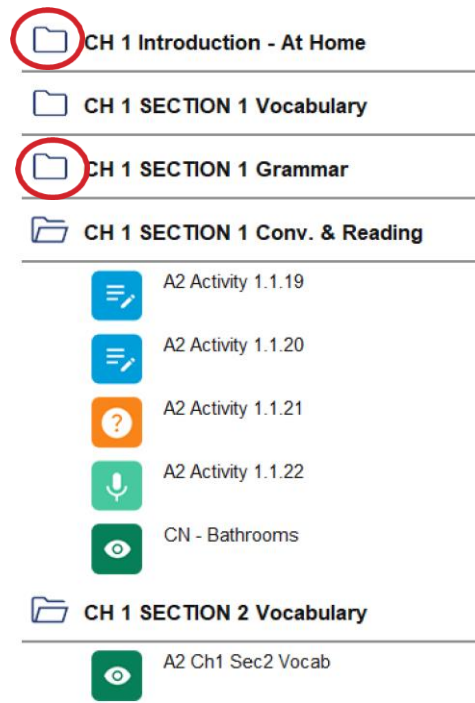 CH 1 Introduction - At Home
CH 1 SECTION 1 Vocabulary
CH 1 SECTION 1 Grammar
CH 1 SECTION 1 Conv. & Reading
A2 Activity 1.1.19
A2 Activity 1.1.20
A2 Activity 1.1.21
?
A2 Activity 1.1.22
CN - Bathrooms
CH 1 SECTION 2 Vocabulary
A2 Ch1 Sec2 Vocab